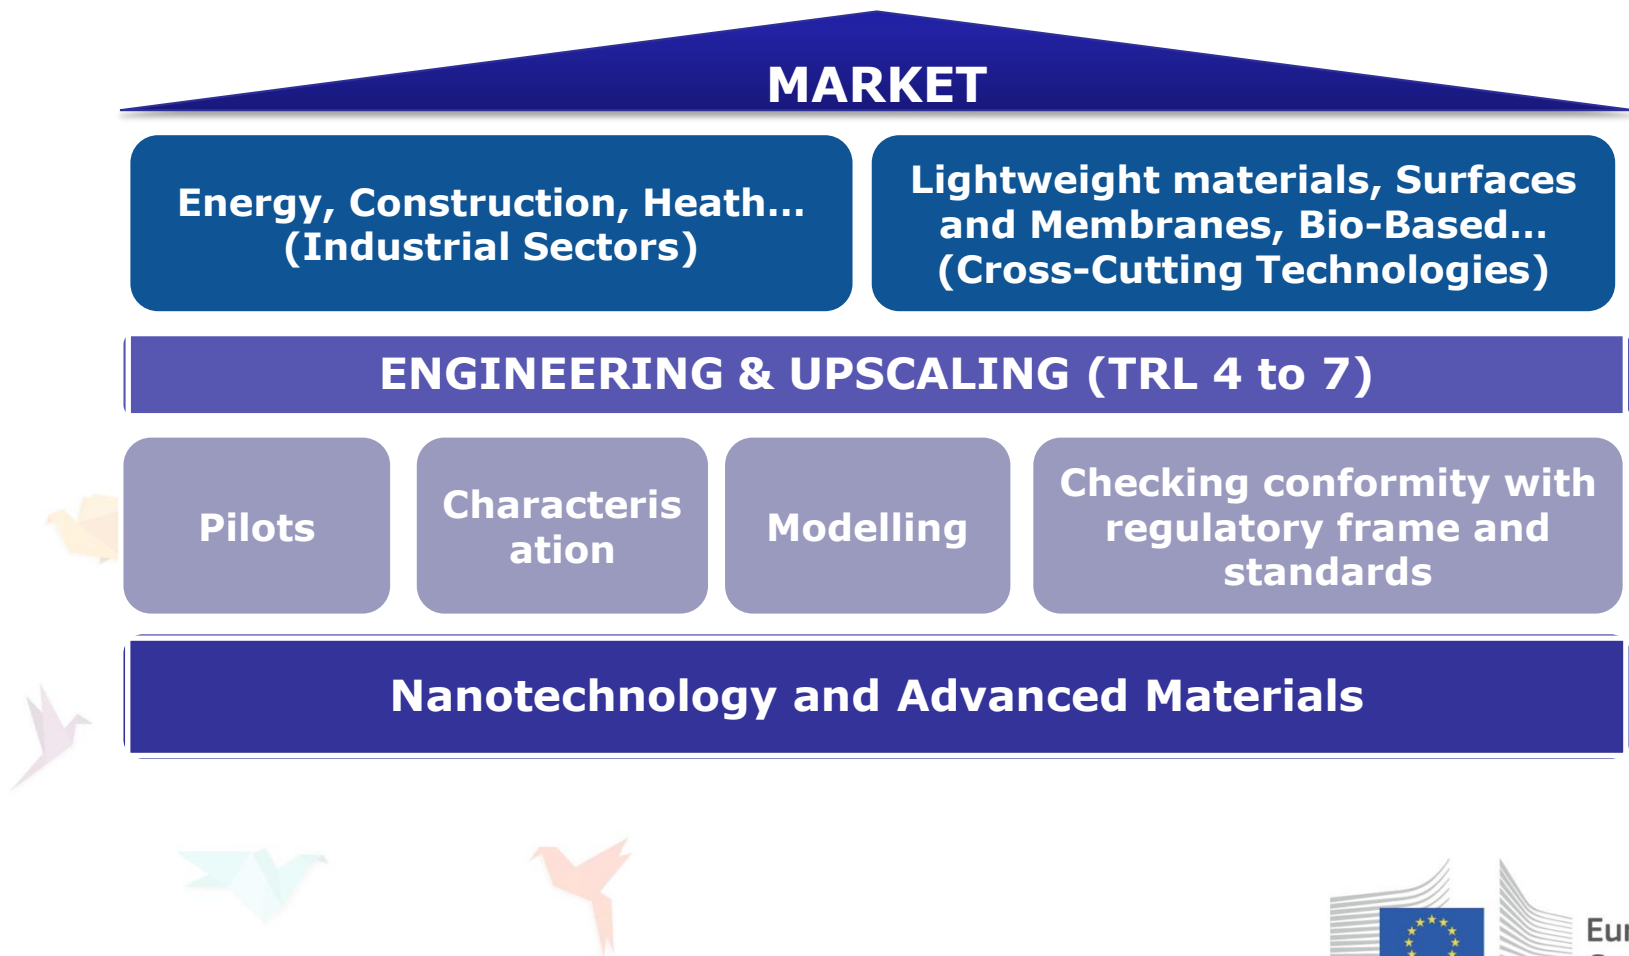 MARKET
Energy, Construction, Heath...
(Industrial Sectors)
Lightweight materials, Surfaces
and Membranes, Bio-Based...
(Cross-Cutting Technologies)
ENGINEERING & UPSCALING (TRL 4 to 7)
Pilots
Characteris
ation
Modelling
Checking conformity with
regulatory frame and
standards
Nanotechnology and Advanced Materials